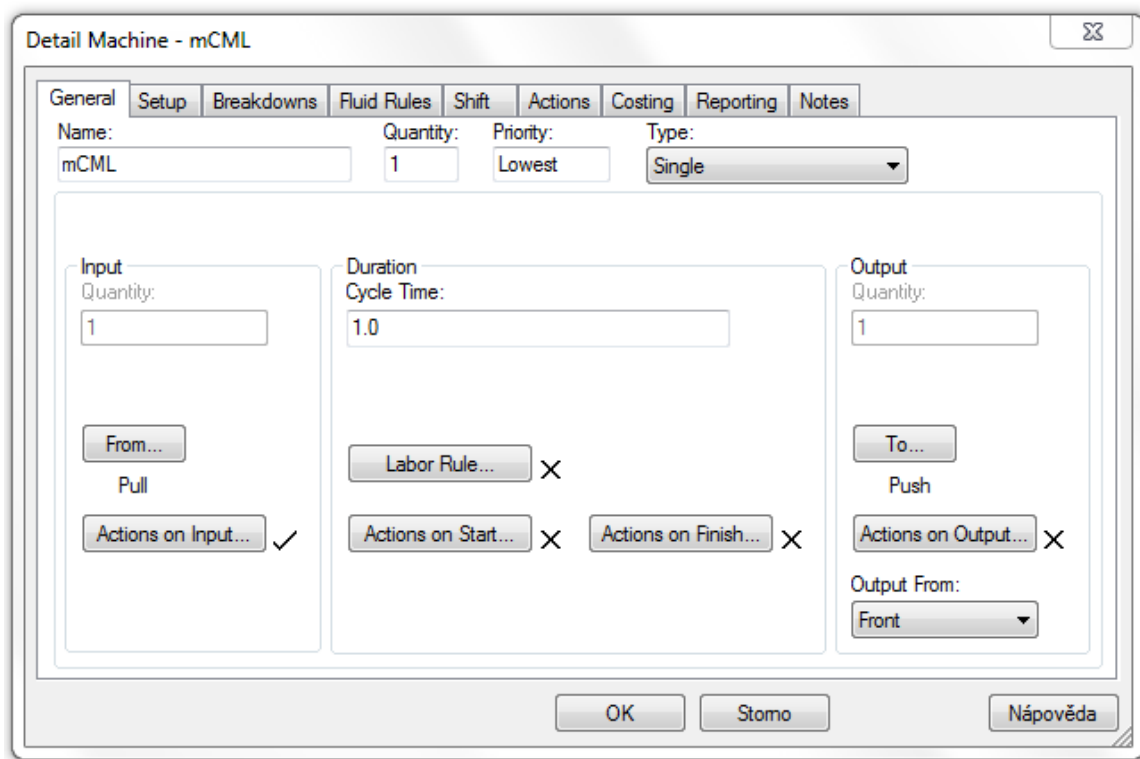 Detail Machine - mCML
General Setup Breakdowns Fluid Rules Shift Actions Costing Reporting Notes
Name: Quantity: Priority: Type:
mCML 1 Lowest Single
Input Duration Output
Quantity: Cycle Time: Quantity:
1 1.0 1
From... Labor Rule... To...
Pull Push
Actions on Input... Actions on Start... Actions on Finish... Actions on Output...
Output From:
Front
OK Storno Nápověda